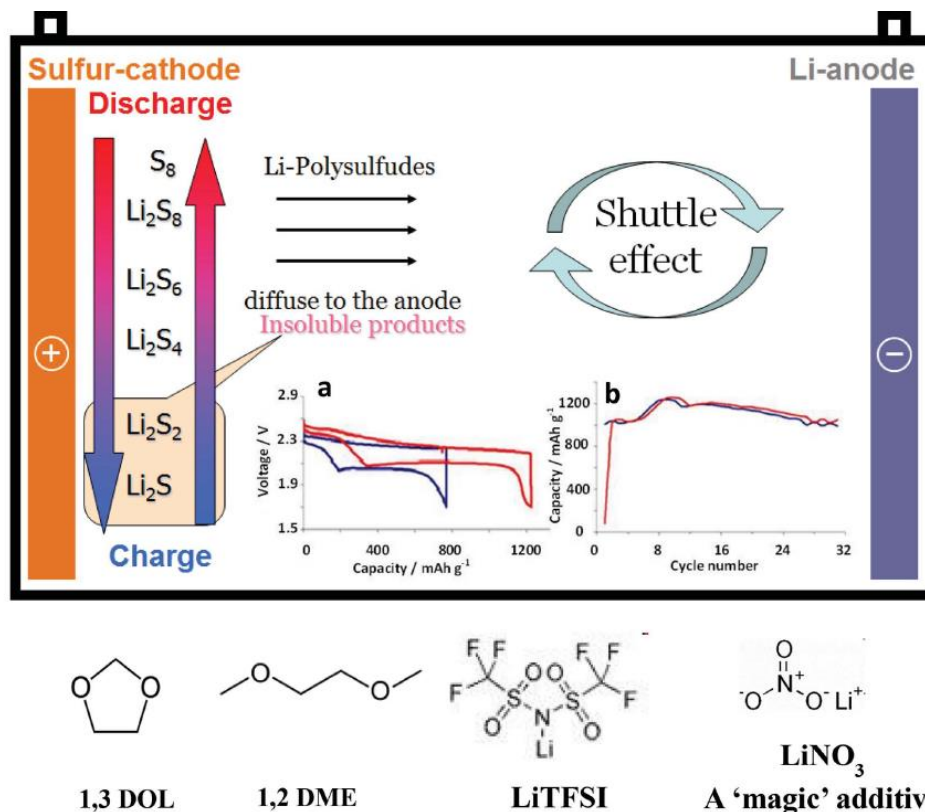 Sulfur-cathode
Li-anode
Discharge
S8
Li2S8
Li2S6
Li2S4
Li2S2
Li2S
Charge
+
Li-Polysulfudes
diffuse to the anode
Insoluble products
Shuttle
effect
−
a
2.9
2.3
1.9
1.5
Voltage / V
0
400
800
1200
Capacity / mAh g-1
b
1200
800
400
0
Capacity / mAh g-1
0
8
16
24
32
Cycle number
O
O
1,3 DOL
O
O
1,2 DME
F
F
F
F
F
F
O
O
S
S
O
N
O
Li
LiTFSI
O
N+
-O
O-
Li+
LiNO3
A ‘magic’ additiv